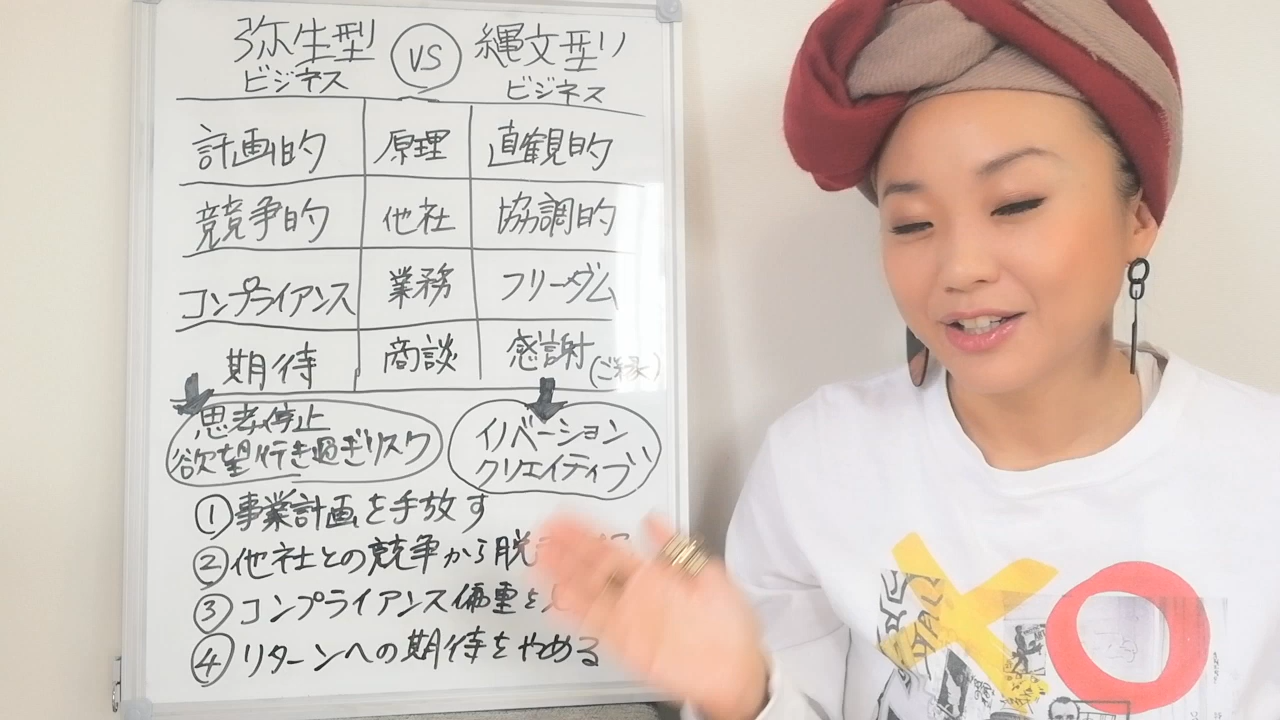 弥生型 VS 縄文型
ビジネス ビジネス
計画的 原理 直観的
競争的 他社 協調的
コンプライアンス 業務 フリーダム
期待 商談 感謝(ご縁)
思考停止
欲望行き過ぎリスク
イノベーション
クリエイティブ
①事業計画を手放す
②他社との競争から脱
③コンプライアンス偏重を
④リターンへの期待をやめる